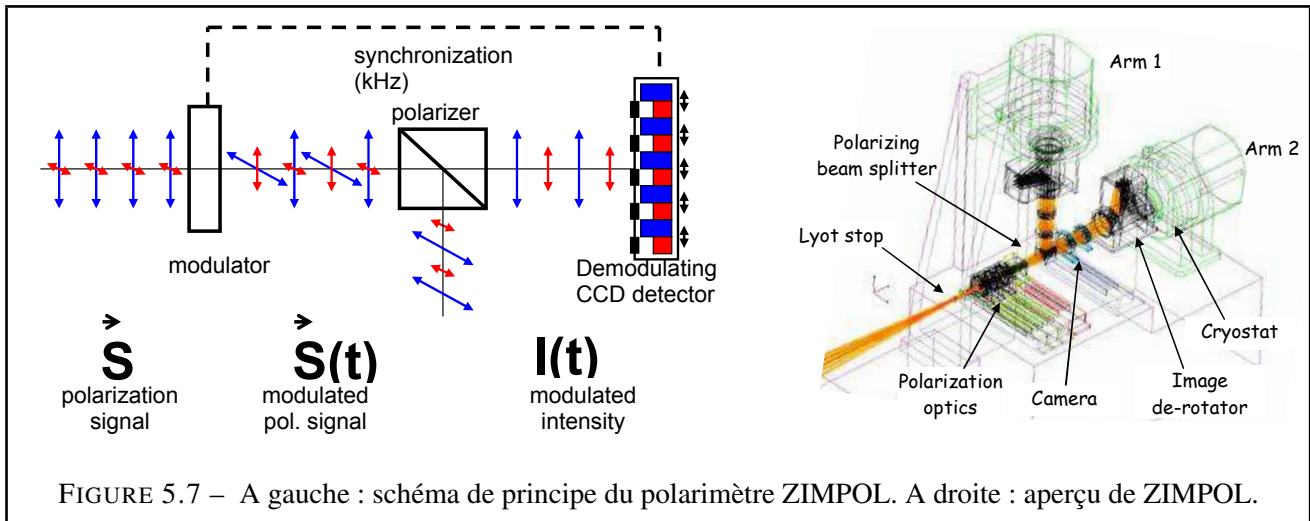 synchronization
(kHz)
polarizer
modulator
Demodulating
CCD detector
S
polarization
signal
S(t)
modulated
pol. signal
I(t)
modulated
intensity
Arm 1
Polarizing
beam splitter
Arm 2
Lyot stop
Cryostat
Polarization
optics
Camera
Image
de-rotator
FIGURE 5.7 – A gauche : schéma de principe du polarimètre ZIMPOL. A droite : aperçu de ZIMPOL.